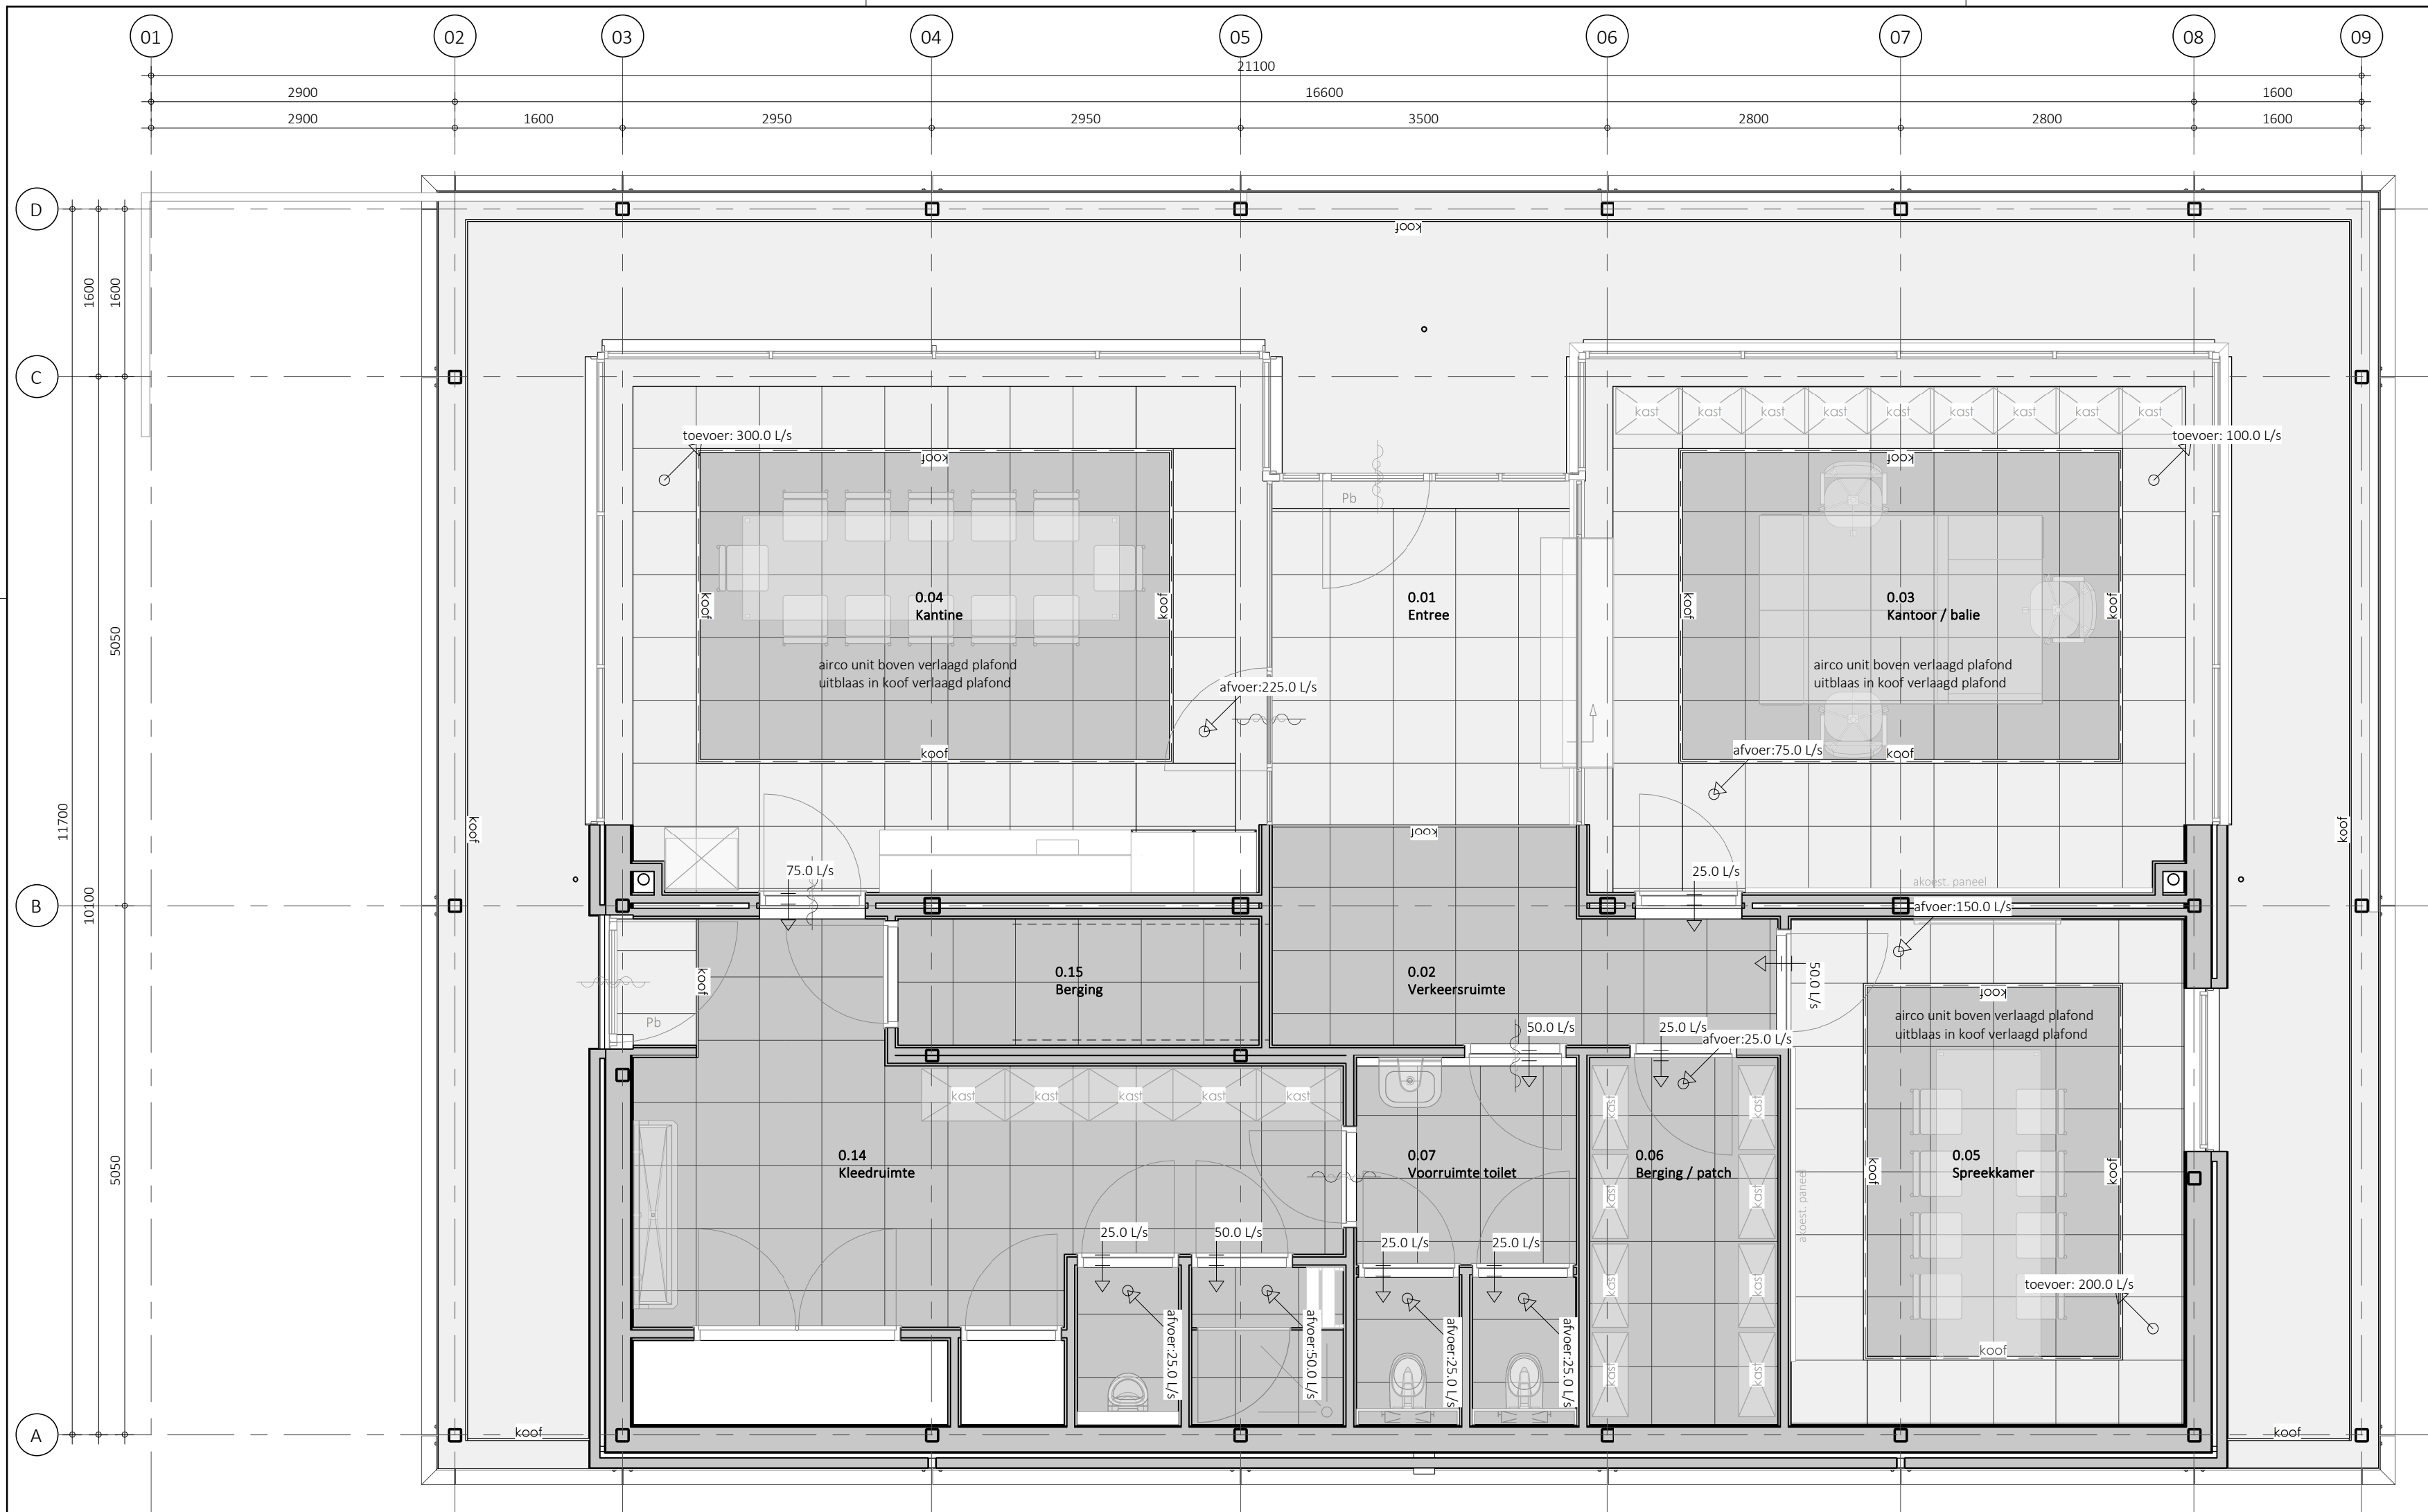 01
02
03
04
05
06
07
08
09
21100
2900
16600
1600
2900
1600
2950
2950
3500
2800
2800
1600
D
C
B
A
1600
1600
5050
11700
10100
5050
koof
kast
kast
kast
kast
kast
kast
kast
kast
kast
toevoer: 300.0 L/s
toevoer: 100.0 L/s
koof
koof
Pb
0.04
Kantine
0.01
Entree
0.03
Kantoor / balie
koof
koof
koof
koof
airco unit boven verlaagd plafond
uitblaas in koof verlaagd plafond
airco unit boven verlaagd plafond
uitblaas in koof verlaagd plafond
afvoer:225.0 L/s
koof
afvoer:75.0 L/s
koof
koof
koof
koof
75.0 L/s
25.0 L/s
akoest. paneel
afvoer:150.0 L/s
koof
0.15
Berging
0.02
Verkeersruimte
50.0 L/s
koof
Pb
airco unit boven verlaagd plafond
uitblaas in koof verlaagd plafond
50.0 L/s
25.0 L/s
afvoer:25.0 L/s
kast
kast
kast
kast
kast
kast
kast
0.14
Kleedruimte
0.07
Voorruimte toilet
0.06
Berging / patch
0.05
Spreekkamer
koof
koof
kast
kast
akoest. paneel
25.0 L/s
50.0 L/s
25.0 L/s
25.0 L/s
kast
kast
toevoer: 200.0 L/s
afvoer:25.0 L/s
afvoer:50.0 L/s
afvoer:25.0 L/s
afvoer:25.0 L/s
kast
kast
koof
koof
koof